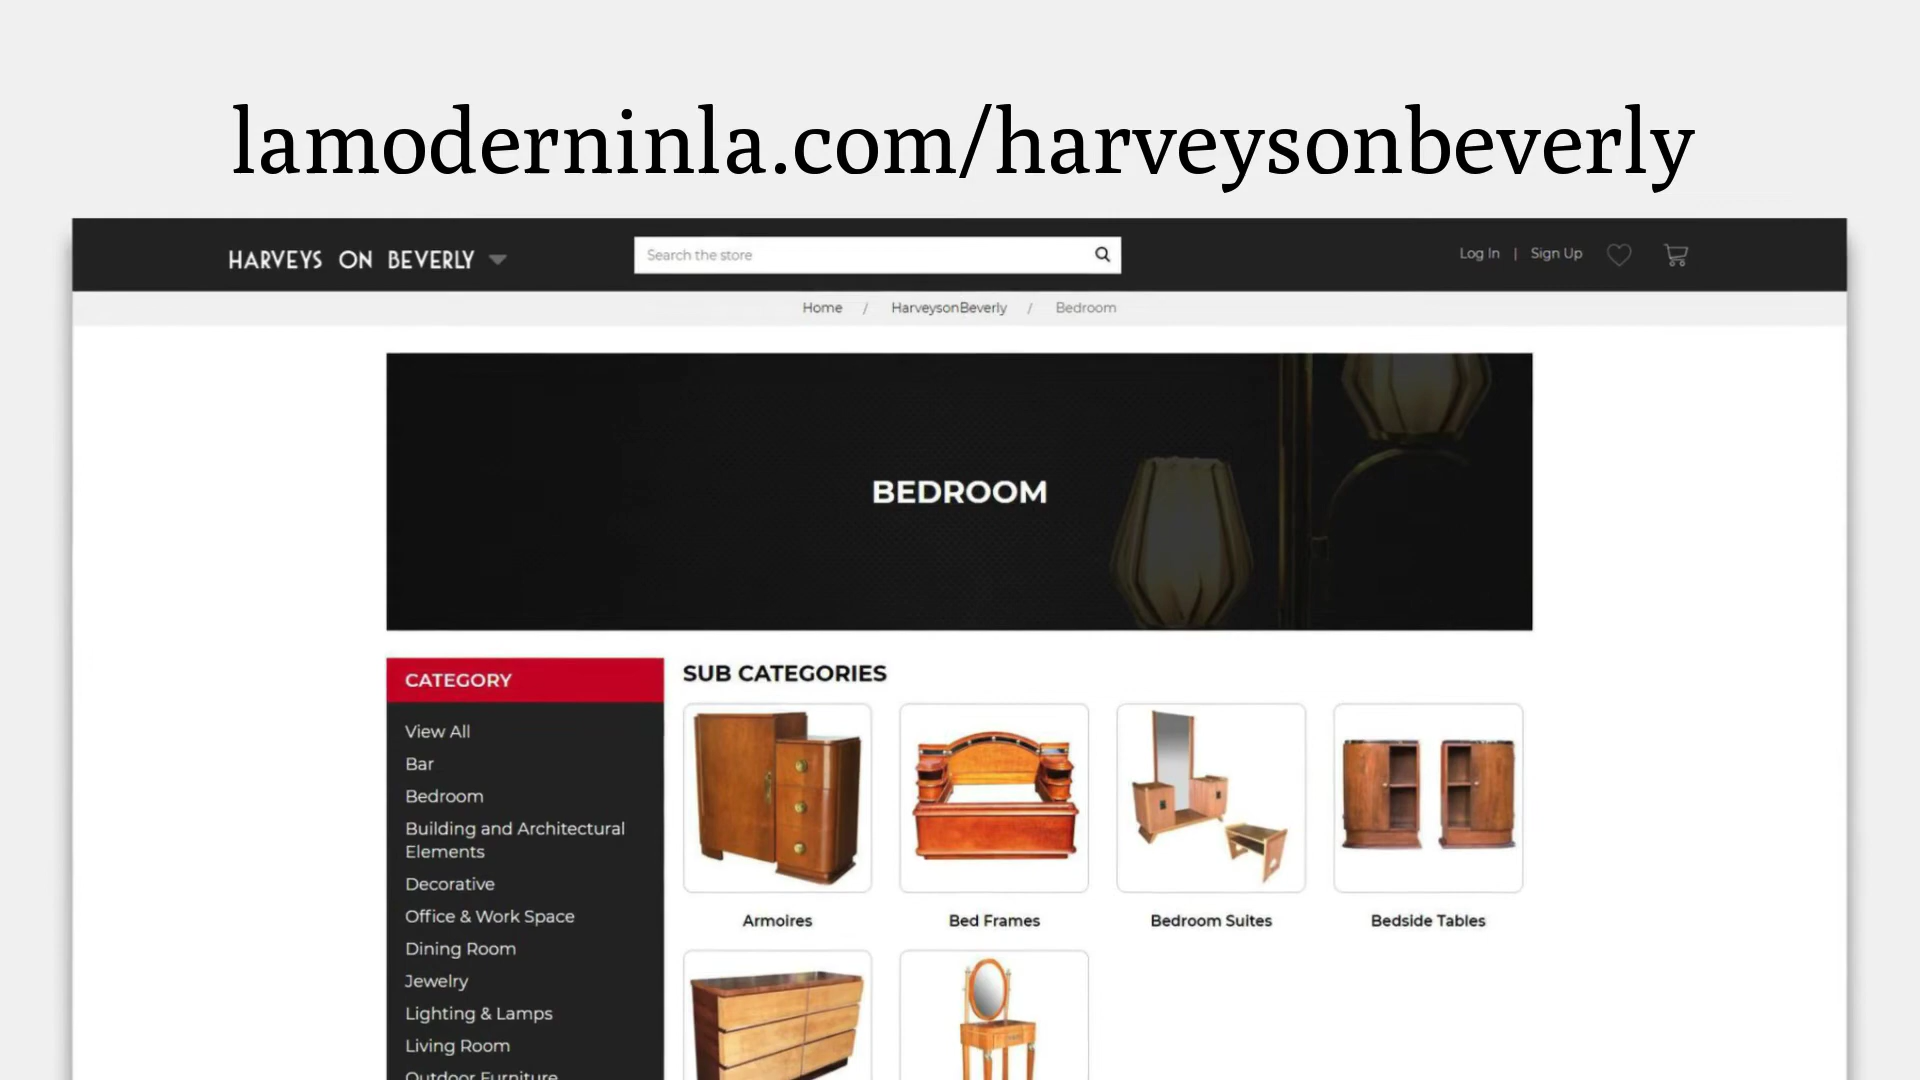 lamoderninla.com/harveysonbeverly
HARVEYS ON BEVERLY
Search the store
Log In | Sign Up
Home / HarveysonBeverly / Bedroom
BEDROOM
CATEGORY
View All
Bar
Bedroom
Building and Architectural
Elements
Decorative
Office & Work Space
Dining Room
Jewelry
Lighting & Lamps
Living Room
Outdoor Furniture
SUB CATEGORIES
Armoires
Bed Frames
Bedroom Suites
Bedside Tables